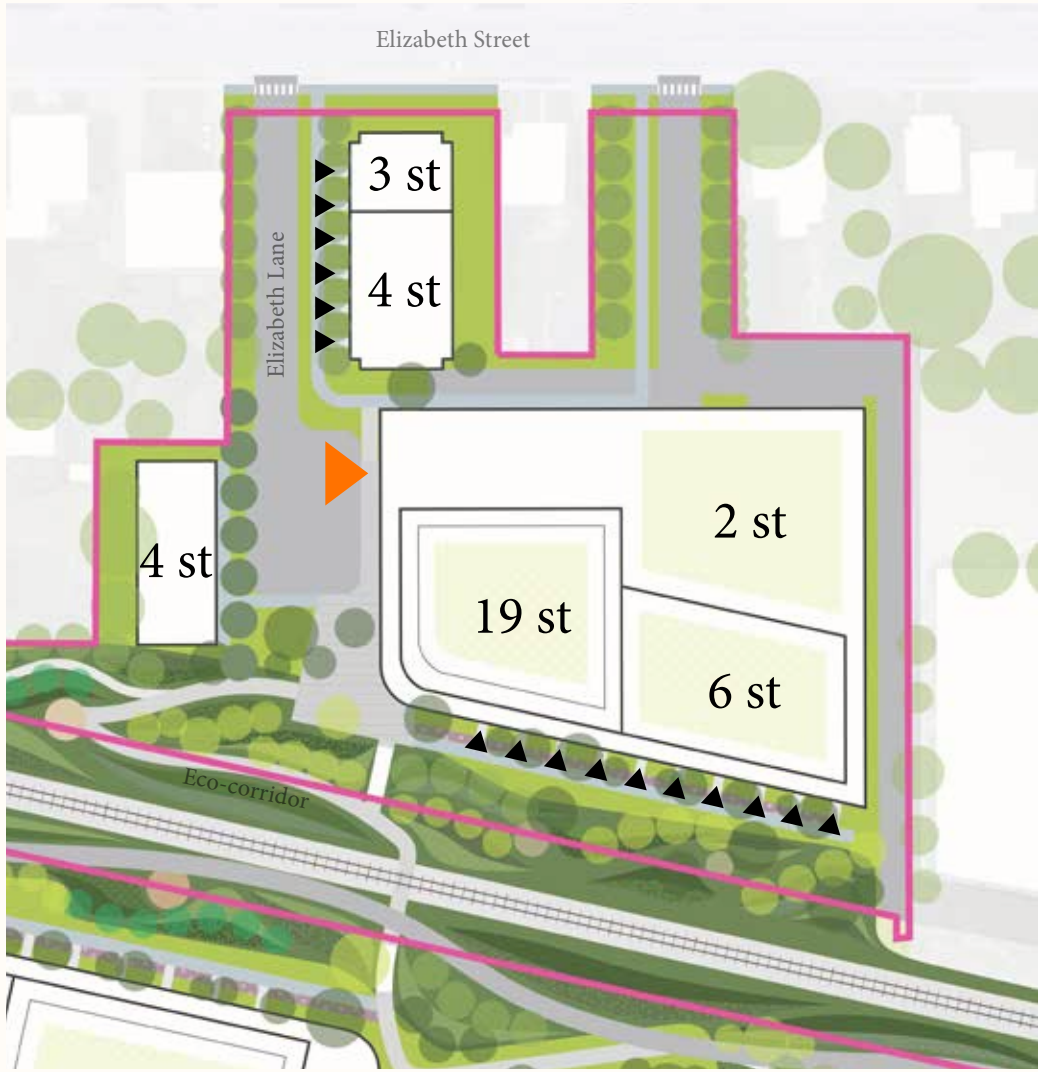 Elizabeth Street
3 st
Elizabeth Lane
4 st
2 st
4 st
19 st
6 st
Eco-corridor